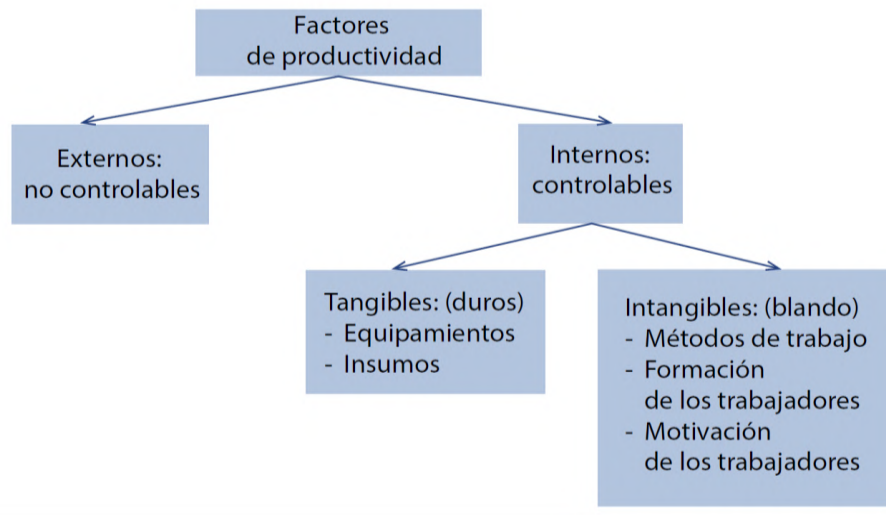 Factores
de productividad
Externos:
no controlables
Internos:
controlables
Tangibles: (duros)
- Equipamientos
- Insumos
Intangibles: (blando)
- Métodos de trabajo
- Formación
de los trabajadores
- Motivación
de los trabajadores